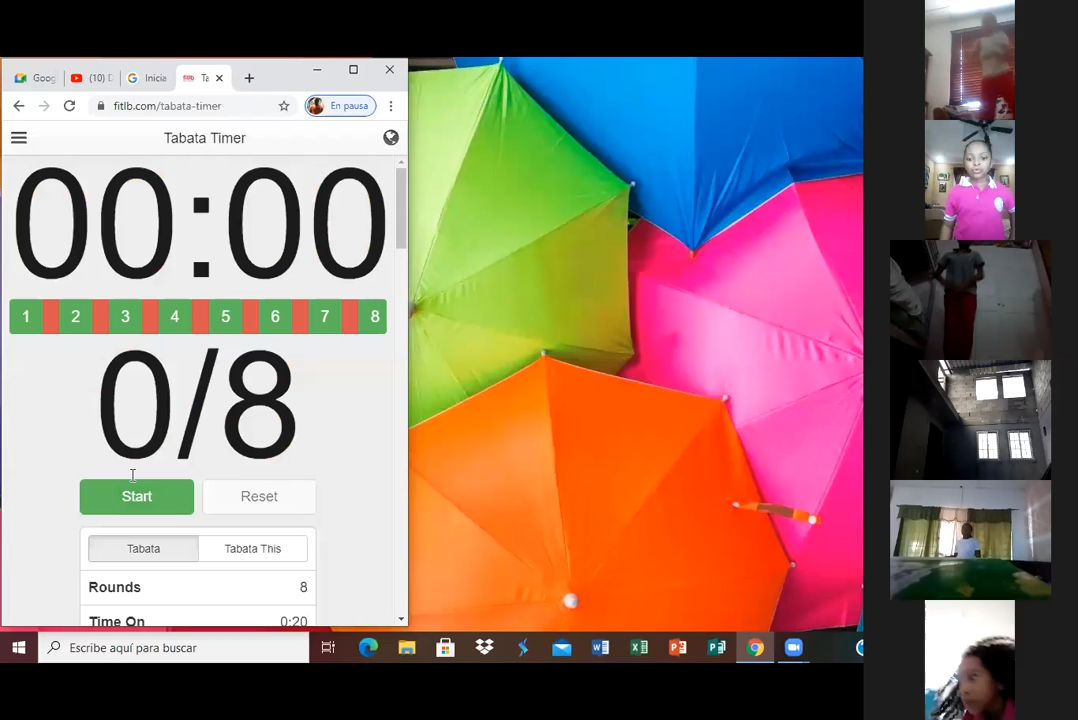 Goog
(10) D
Inicia
Ta
fitlb.com/tabata-timer
En pausa
Tabata Timer
00:00
1 2 3 4 5 6 7 8
0/8
Start Reset
Tabata Tabata This
Rounds 8
Time On 0:20
Escribe aquí para buscar